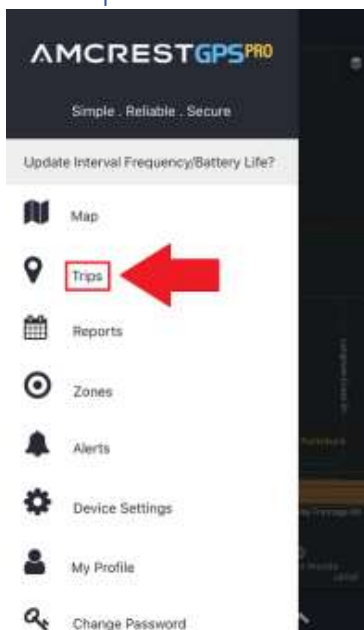 AMCRESTGPSPRO
Simple . Reliable . Secure
Update Interval Frequency/Battery Life?
Map
Trips
Reports
Zones
Alerts
Device Settings
My Profile
Change Password